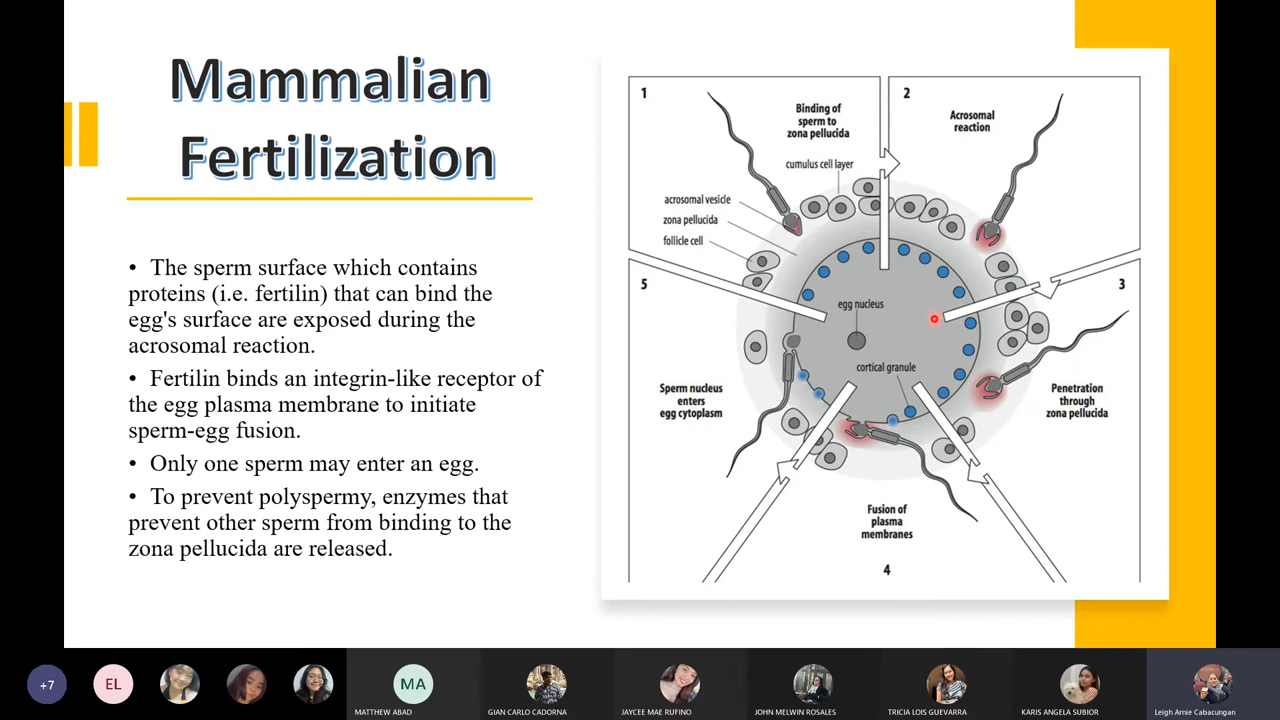 Mammalian
Fertilization
• The sperm surface which contains
proteins (i.e. fertilin) that can bind the
egg's surface are exposed during the
acrosomal reaction.
• Fertilin binds an integrin-like receptor of
the egg plasma membrane to initiate
sperm-egg fusion.
• Only one sperm may enter an egg.
• To prevent polyspermy, enzymes that
prevent other sperm from binding to the
zona pellucida are released.
1
Binding of
sperm to
zona pellucida
cumulus cell layer
acrosomal vesicle
zona pellucida
follicle cell
2
Acrosomal
reaction
3
Penetration
through
zona pellucida
egg nucleus
cortical granule
Fusion of
plasma
membranes
4
5
Sperm nucleus
enters
egg cytoplasm
+7
EL
MA
MATTHEW ABAD
GIAN CARLO CADORNA
JAYCEE MAE RUFINO
JOHN MELWIN ROSALES
TRICIA LOIS GUEVARRA
KARIS ANGELA SUBIOR
Leigh Arnie Cabacungan